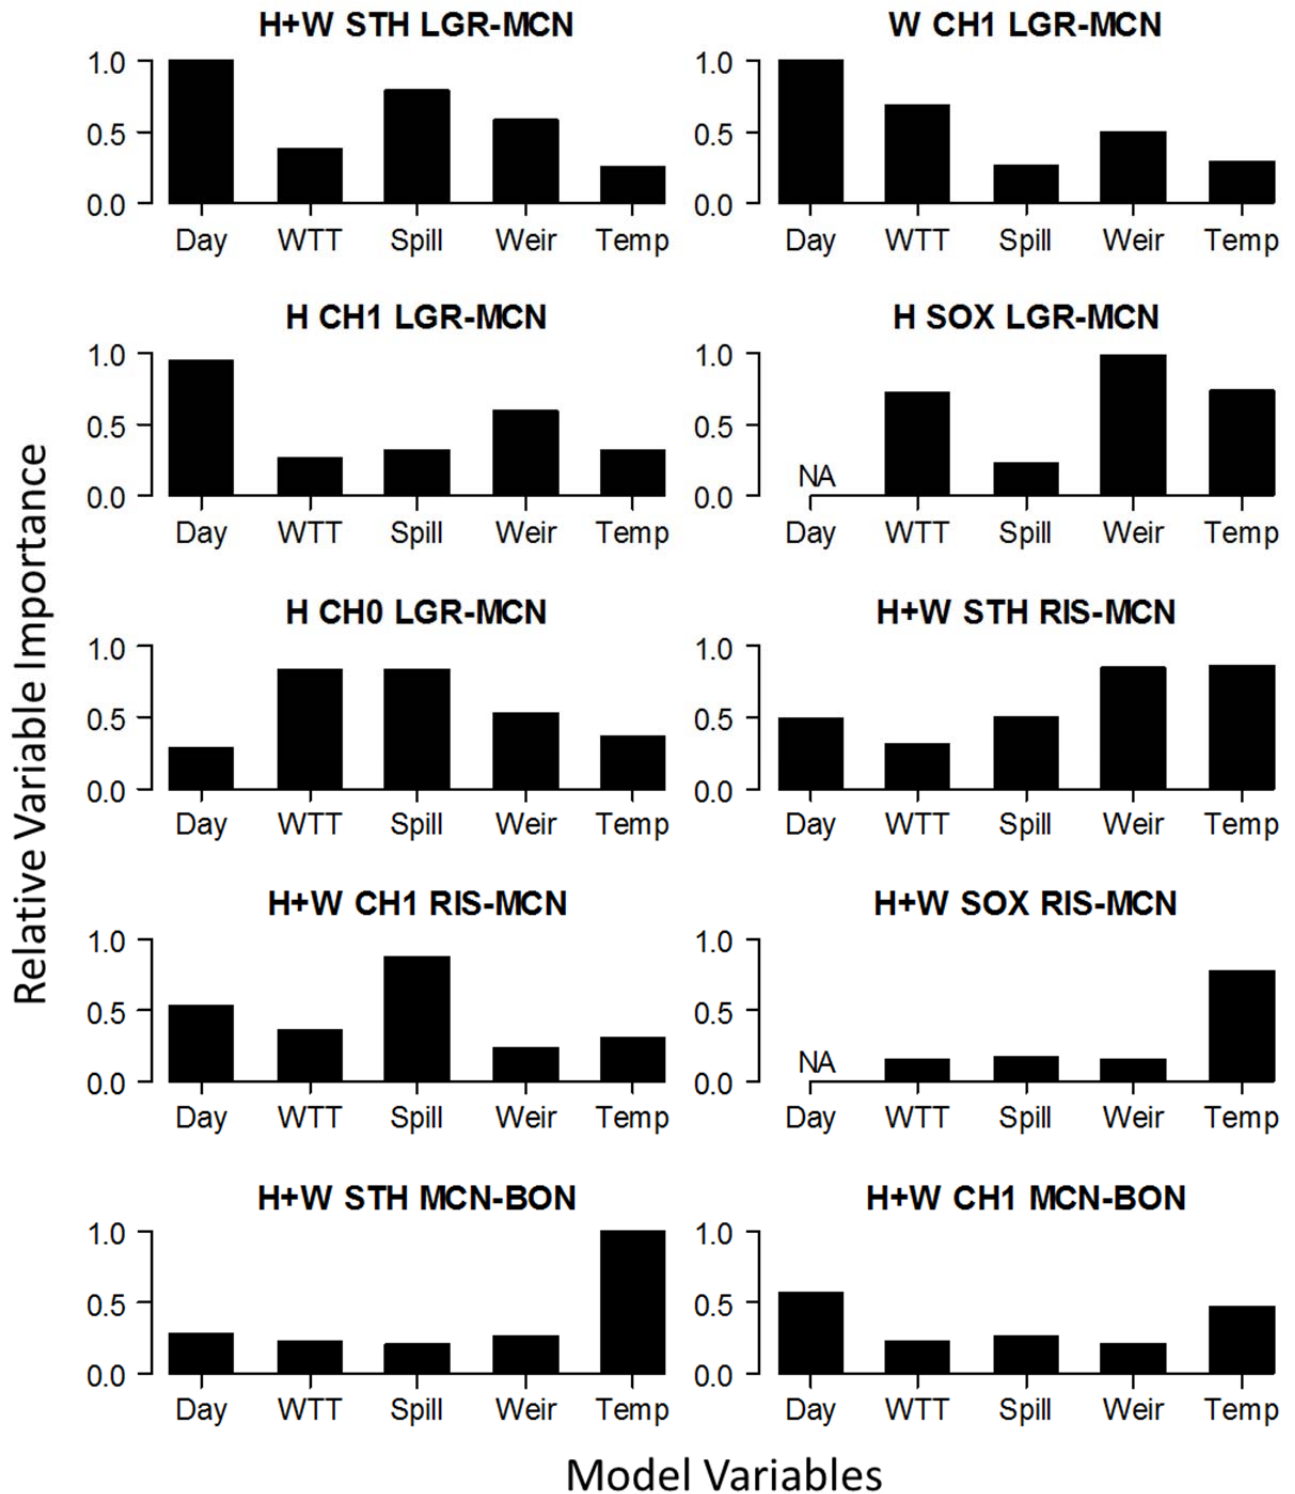 H+W STH LGR-MCN
1.0
0.5
0.0
Day WTT Spill Weir Temp
W CH1 LGR-MCN
1.0
0.5
0.0
Day WTT Spill Weir Temp
H CH1 LGR-MCN
1.0
0.5
0.0
Day WTT Spill Weir Temp
H SOX LGR-MCN
1.0
0.5
0.0
NA
Day WTT Spill Weir Temp
H CH0 LGR-MCN
1.0
0.5
0.0
Day WTT Spill Weir Temp
H+W STH RIS-MCN
1.0
0.5
0.0
Day WTT Spill Weir Temp
H+W CH1 RIS-MCN
1.0
0.5
0.0
Day WTT Spill Weir Temp
H+W SOX RIS-MCN
1.0
0.5
0.0
NA
Day WTT Spill Weir Temp
H+W STH MCN-BON
1.0
0.5
0.0
Day WTT Spill Weir Temp
H+W CH1 MCN-BON
1.0
0.5
0.0
Day WTT Spill Weir Temp
Relative Variable Importance
Model Variables